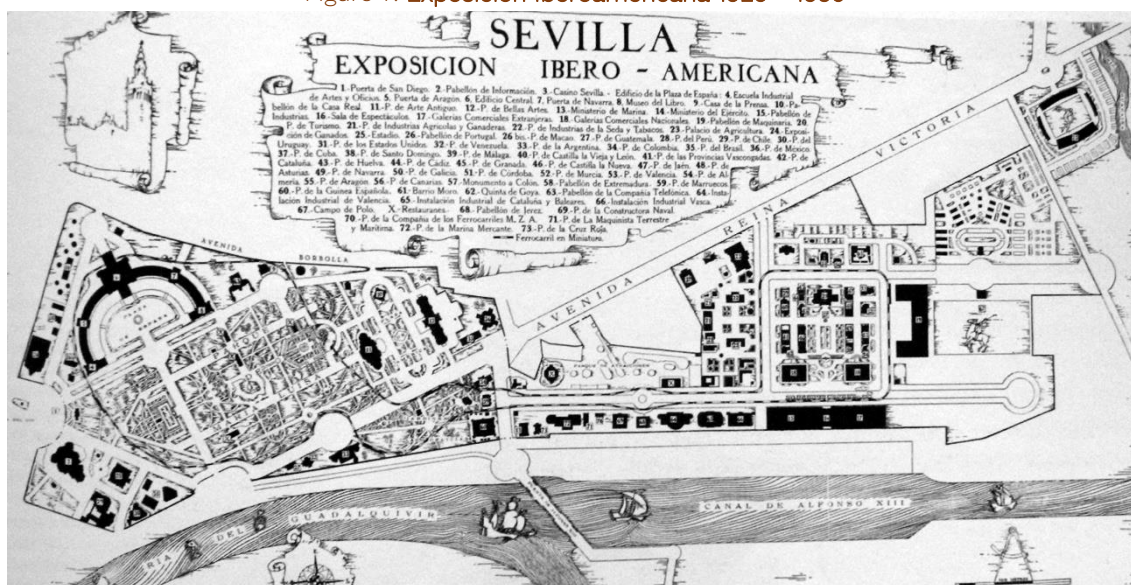 Exposición Iberoamericana 1929 - 1930
SEVILLA
EXPOSICION IBERO - AMERICANA
1.-Puerta de San Diego. 2.-Pabellón de Información. 3.-Casino Sevilla. - Edificio de la Plaza de España: 4. Escuela Industrial
de Artes y Oficios. 5. Puerta de Aragon. 6. Edificio Central. 7. Puerta de Navarra. 8. Museo del Libro. 9.-Casa de la Prensa. 10.-Pa-
bellón de la Casa Real. 11.-P. de Arte Antiguo. 12.-P. de Bellas Artes. 13.-Ministerio de Marina. 14.-Ministerio del Ejército. 15.-Pabellón de
Industrias. 16.-Sala de Espectáculos. 17.-Galerías Comerciales Extranjeras. 18.-Galerías Comerciales Nacionales. 19.-Pabellón de Maquinaria. 20.
P. de Turismo. 21.-P. de Industrias Agrícolas y Ganaderas. 22.-P. de Industrias de la Seda y Tabacos. 23.-Palacio de Agricultura. 24.-Exposi-
ción de Ganados. 25.-Estadio. 26.-Pabellón de Portugal. 26 bis.-P. de Macao. 27.-P. de Guatemala. 28.-P. del Perú. 29.-P. de Chile. 30.-P. del
Uruguay. 31.-P. de los Estados Unidos. 32.-P. de Venezuela. 33.-P. de la Argentina. 34.-P. de Colombia. 35.-P. del Brasil. 36.-P. de México
37.-P. de Cuba. 38.-P. de Santo Domingo. 39.-P. de Málaga. 40.-P. de Castilla la Vieja y León. 41.-P. de las Provincias Vascongadas. 42.-P. de
Cataluña. 43.-P. de Huelva. 44.-P. de Cádiz. 45.-P. de Granada. 46.-P. de Castilla la Nueva. 47.-P. de Jaén. 48.-P. de
Asturias. 49.-P. de Navarra. 50.-P. de Galicia. 51.-P. de Córdoba. 52.-P. de Murcia. 53.-P. de Valencia. 54.-P. de Al-
mería. 55.-P. de Aragón. 56.-P. de Canarias. 57.-Monumento a Colón. 58.-Pabellón de Extremadura. 59.-P. de Marruecos
60.-P. de la Guinea Española. 61.-Barrio Moro. 62.-Quinta de Goya. 63.-Pabellón de la Compañía Telefónica. 64.-Insta-
lación Industrial de Valencia. 65.-Instalación Industrial de Cataluña y Baleares. 66.-Instalación Industrial Vasca.
67.-Campo de Polo. X.-Restauranes. 68.-Pabellón de Jerez. 69.-P. de la Constructora Naval.
70.-P. de la Compañía de los Ferrocarriles M. Z. A. 71.-P. de La Maquinista Terrestre
y Marítima. 72.-P. de la Marina Mercante. 73.-P. de la Cruz Roja.
Ferrocarril en Miniatura.
AVENIDA
BORBOLLA
AVENIDA REINA VICTORIA
PLAZA
ESPAÑA
PARQUE DE ATRACCIONES
RIA DEL GUADALQUIVIR
CANAL DE ALFONSO XIII